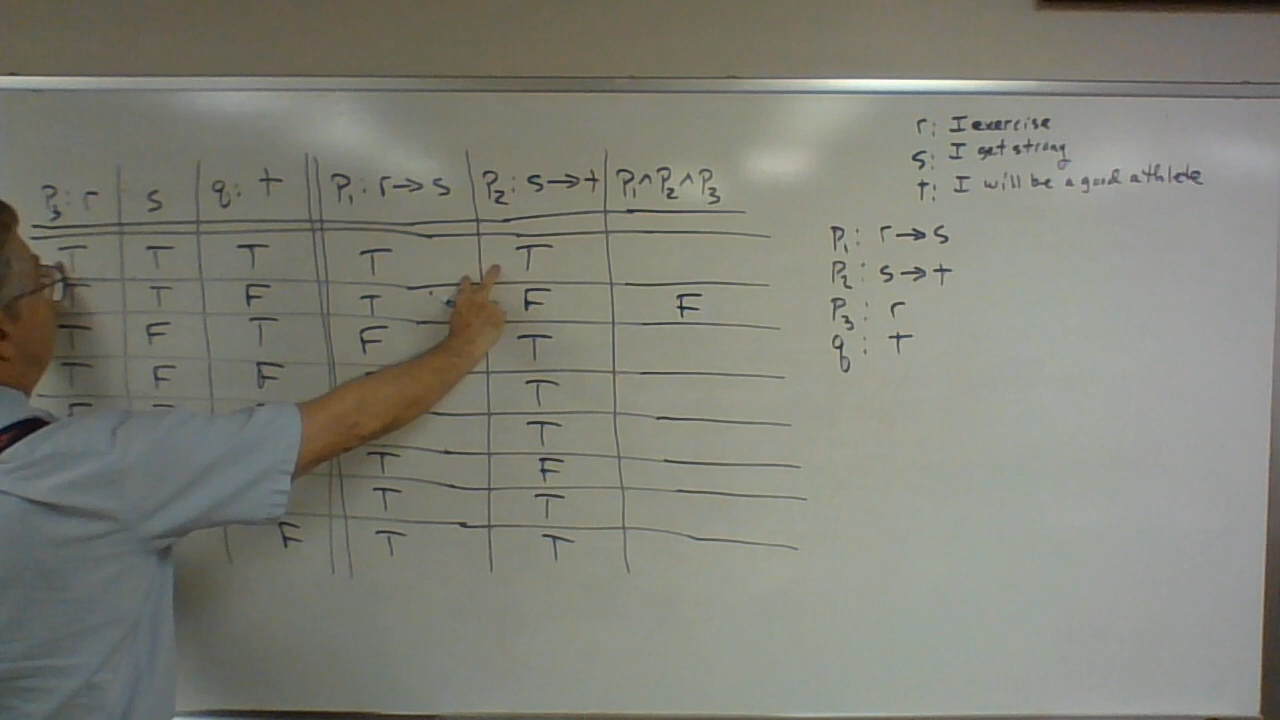 r: I exercise
s: I get strong
t: I will be a good athlete
P₃: r s q: t P₁: r→s P₂: s→t P₁∧P₂∧P₃
T T T T T
T T F T F F
T F T F T
T F F T
T
T F
T T
F T T
P₁: r→s
P₂: s→t
P₃: r
q: t